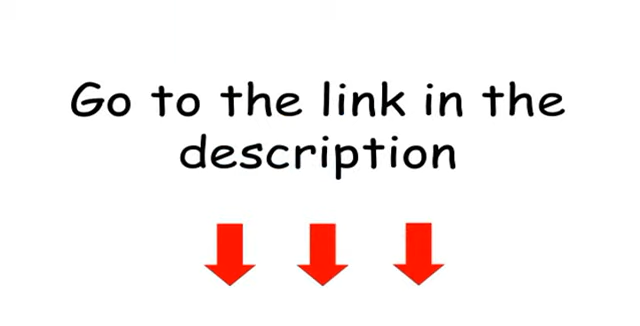 Go to the link in the
description